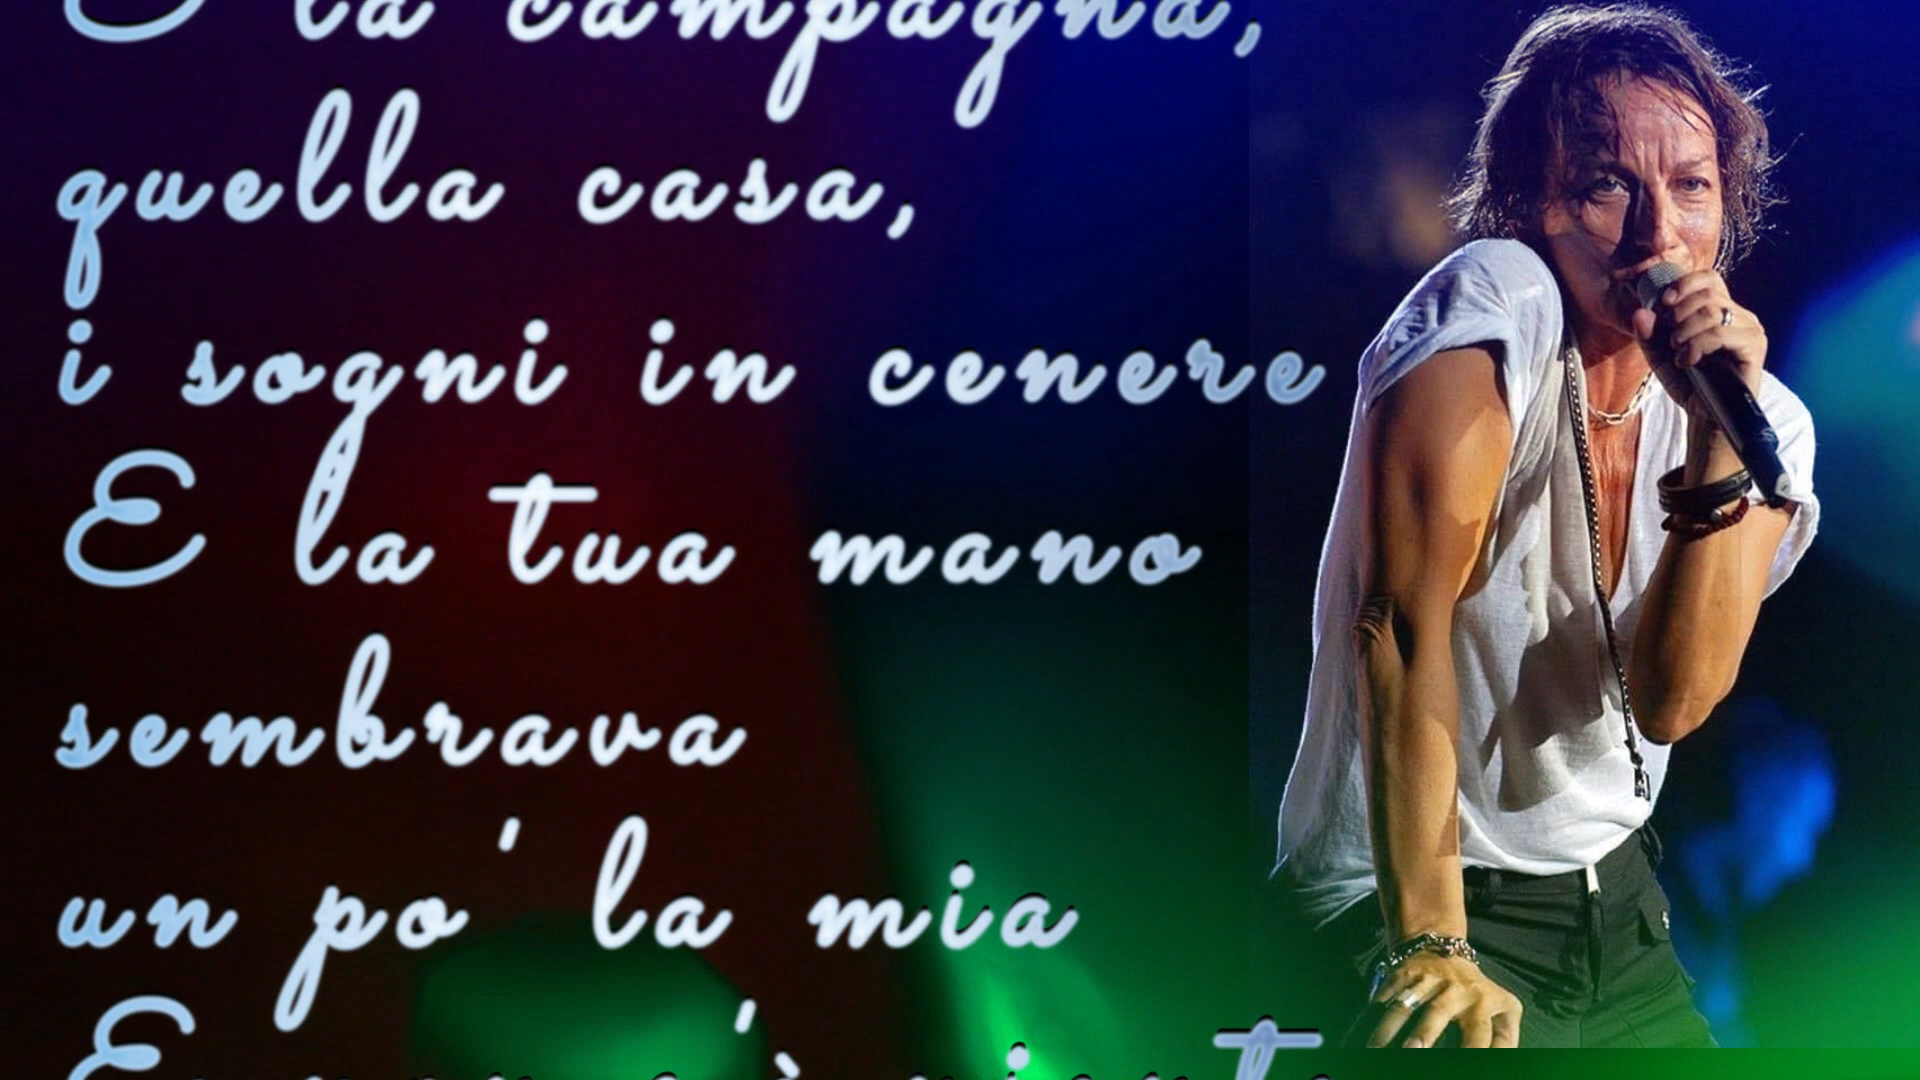 E la campagna,
quella casa,
i sogni in cenere
E la tua mano
sembrava
un po' la mia
E